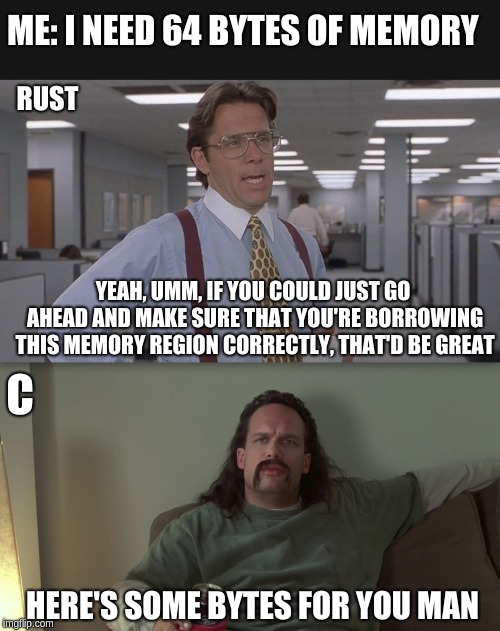 ME: I NEED 64 BYTES OF MEMORY
RUST
YEAH, UMM, IF YOU COULD JUST GO
AHEAD AND MAKE SURE THAT YOU'RE BORROWING
THIS MEMORY REGION CORRECTLY, THAT'D BE GREAT
C
HERE'S SOME BYTES FOR YOU MAN
imgflip.com